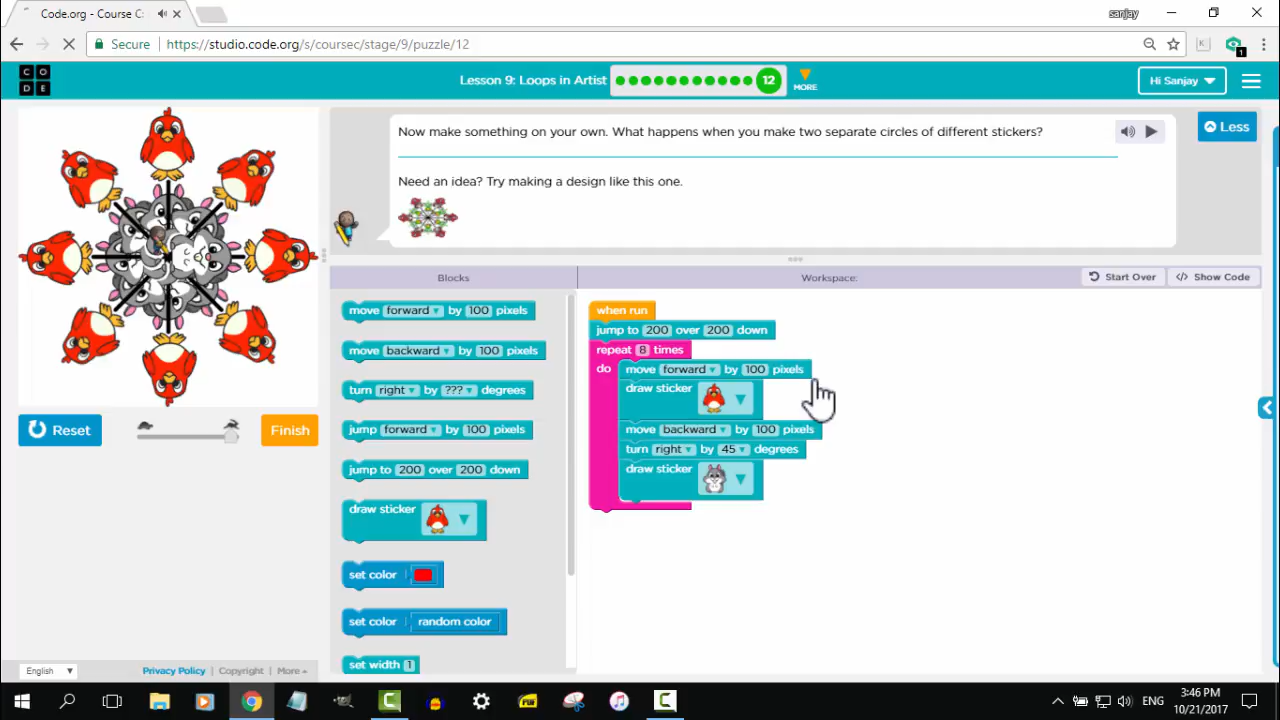 Code.org - Course C:
sanjay
Secure
https://studio.code.org/s/coursec/stage/9/puzzle/12
K
1
C O
D E
Lesson 9: Loops in Artist
12
MORE
Hi Sanjay
Now make something on your own. What happens when you make two separate circles of different stickers?
Less
Need an idea? Try making a design like this one.
Blocks
Workspace:
Start Over
</> Show Code
move forward by 100 pixels
move backward by 100 pixels
turn right by ??? degrees
jump forward by 100 pixels
jump to 200 over 200 down
draw sticker
set color
set color random color
set width 1
when run
jump to 200 over 200 down
repeat 8 times
do
move forward by 100 pixels
draw sticker
move backward by 100 pixels
turn right by 45 degrees
draw sticker
Reset
Finish
English
Privacy Policy
Copyright
More
ENG
3:46 PM
10/21/2017